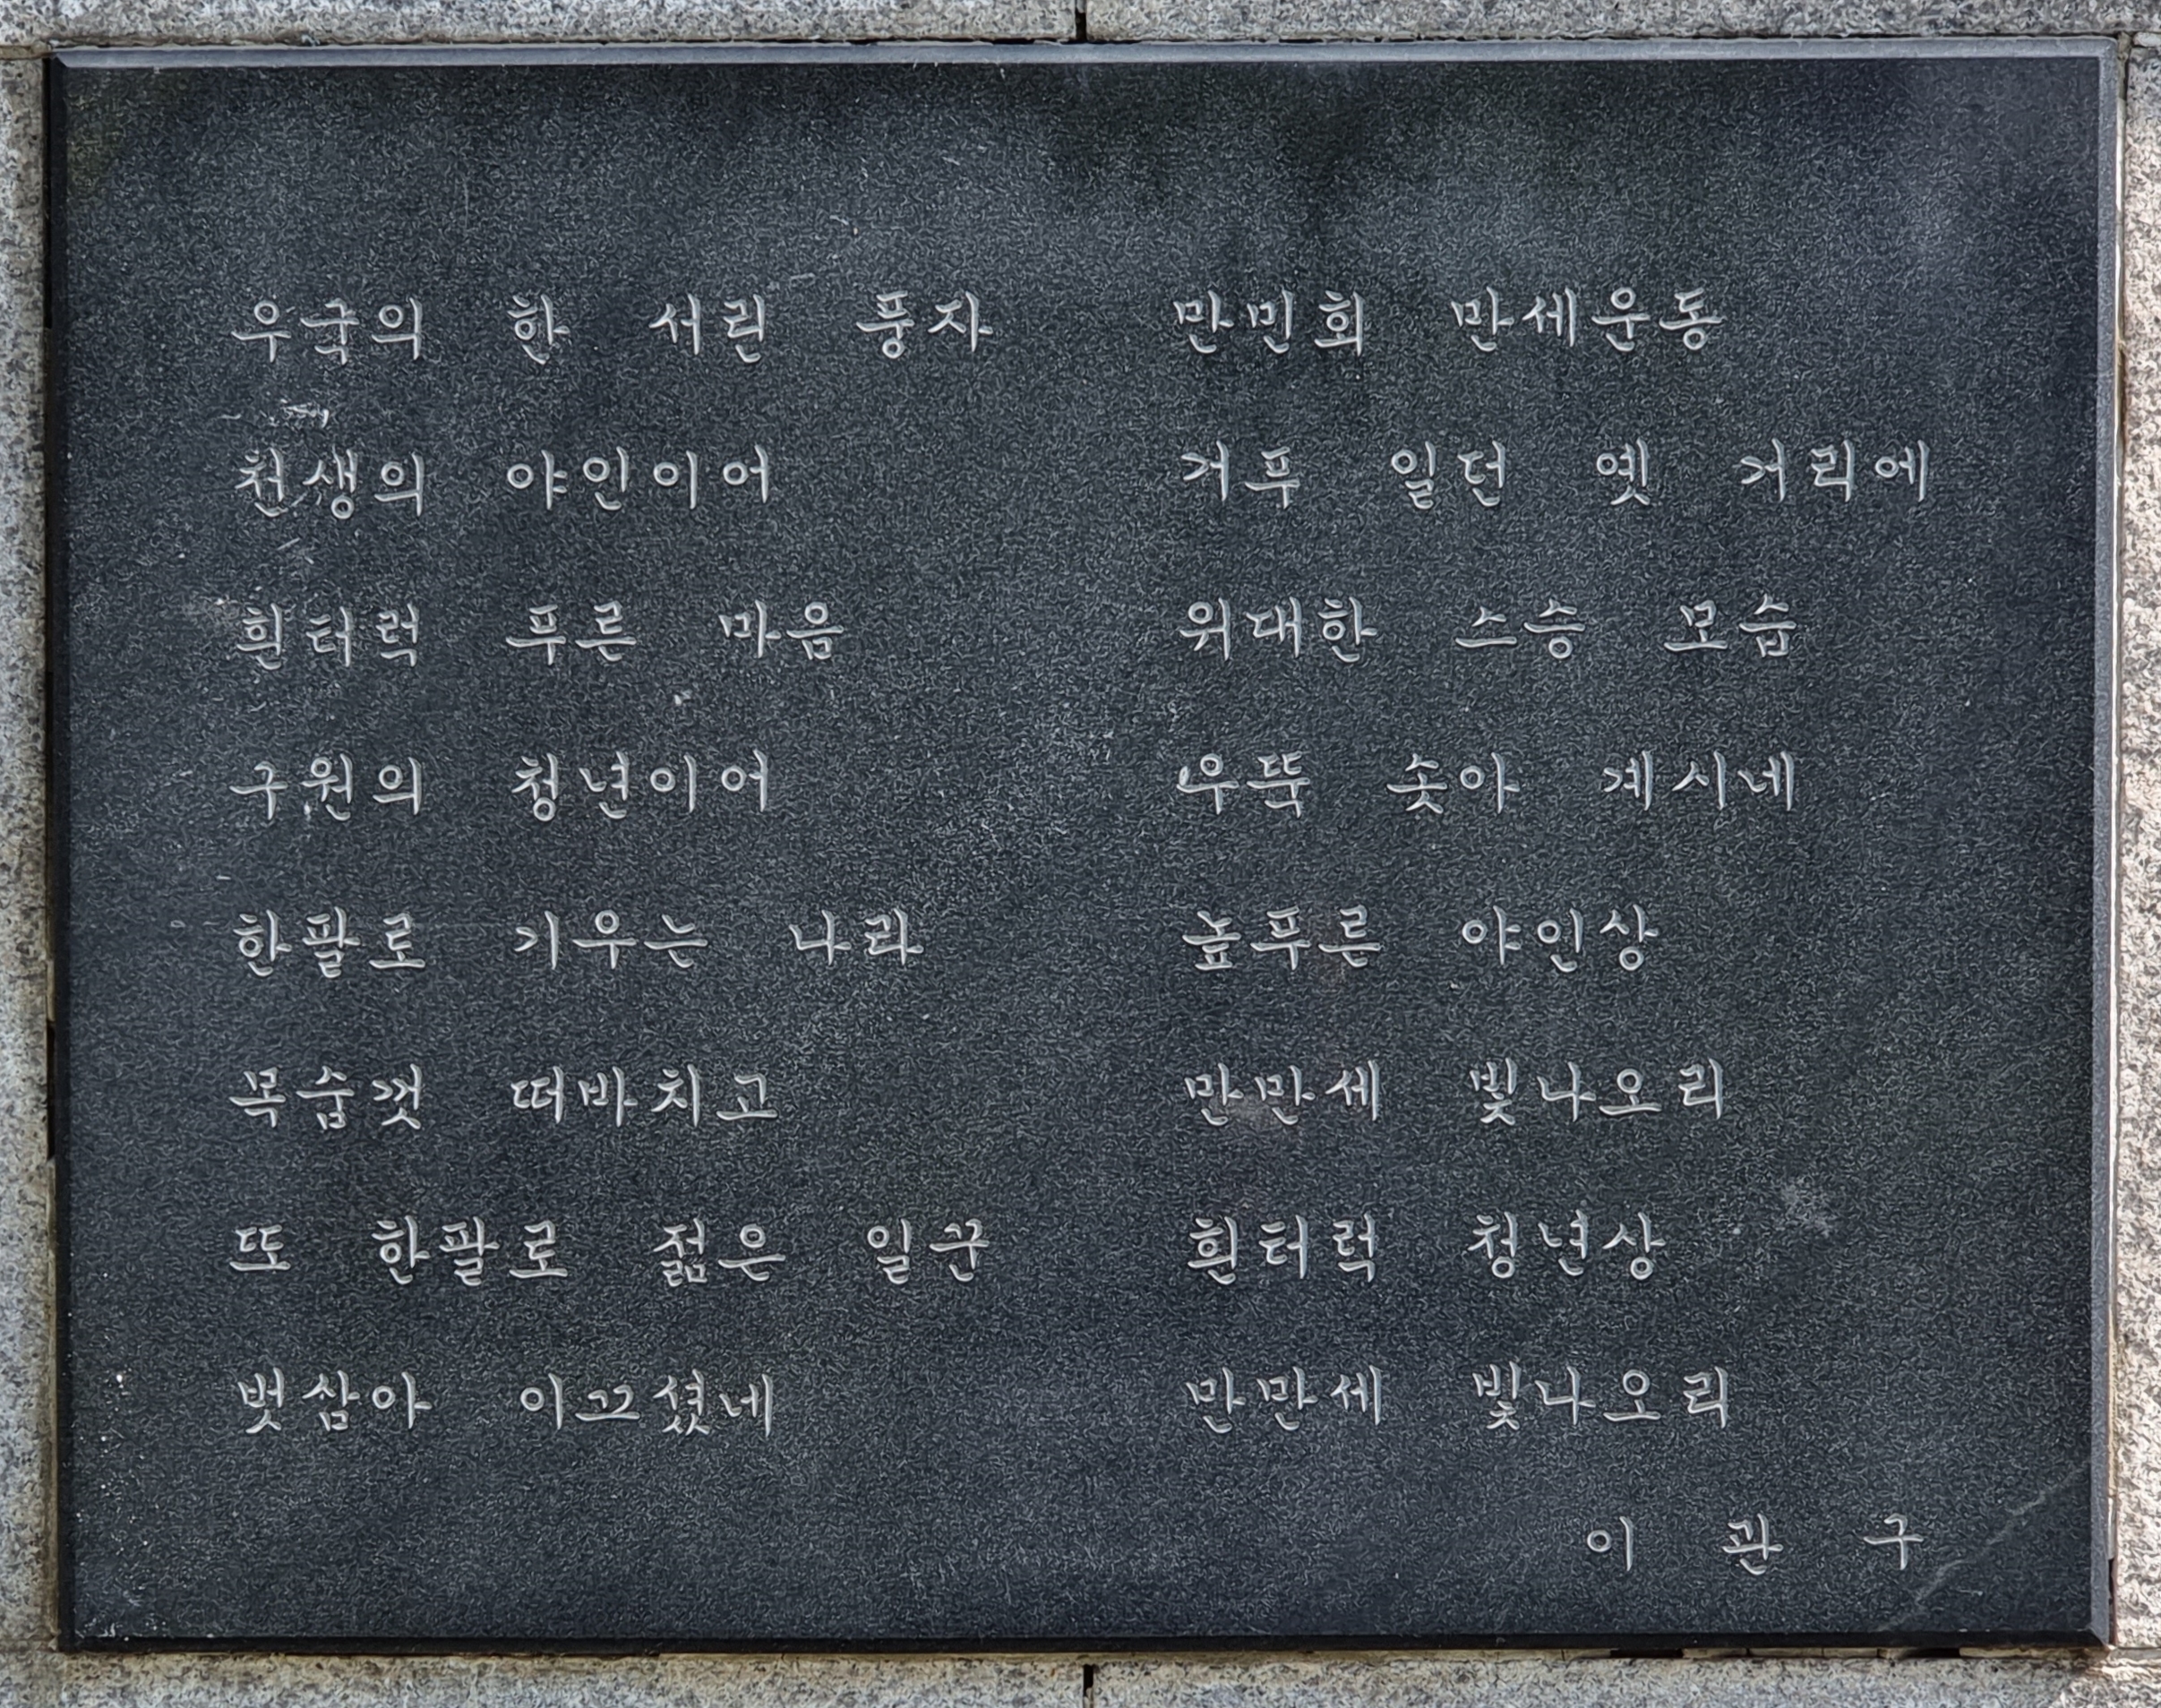 우국의 한 서린 풍자
천생의 야인이어
흰터럭 푸른 마음
구원의 청년이어
한팔로 기우는 나라
목숨껏 떠바치고
또 한팔로 젊은 일꾼
벗삼아 이끄셨네
만민회 만세운동
거푸 일던 옛 거리에
위대한 스승 모습
우뚝 솟아 계시네
높푸른 야인상
만만세 빛나오리
흰터럭 청년상
만만세 빛나오리
이 관 구